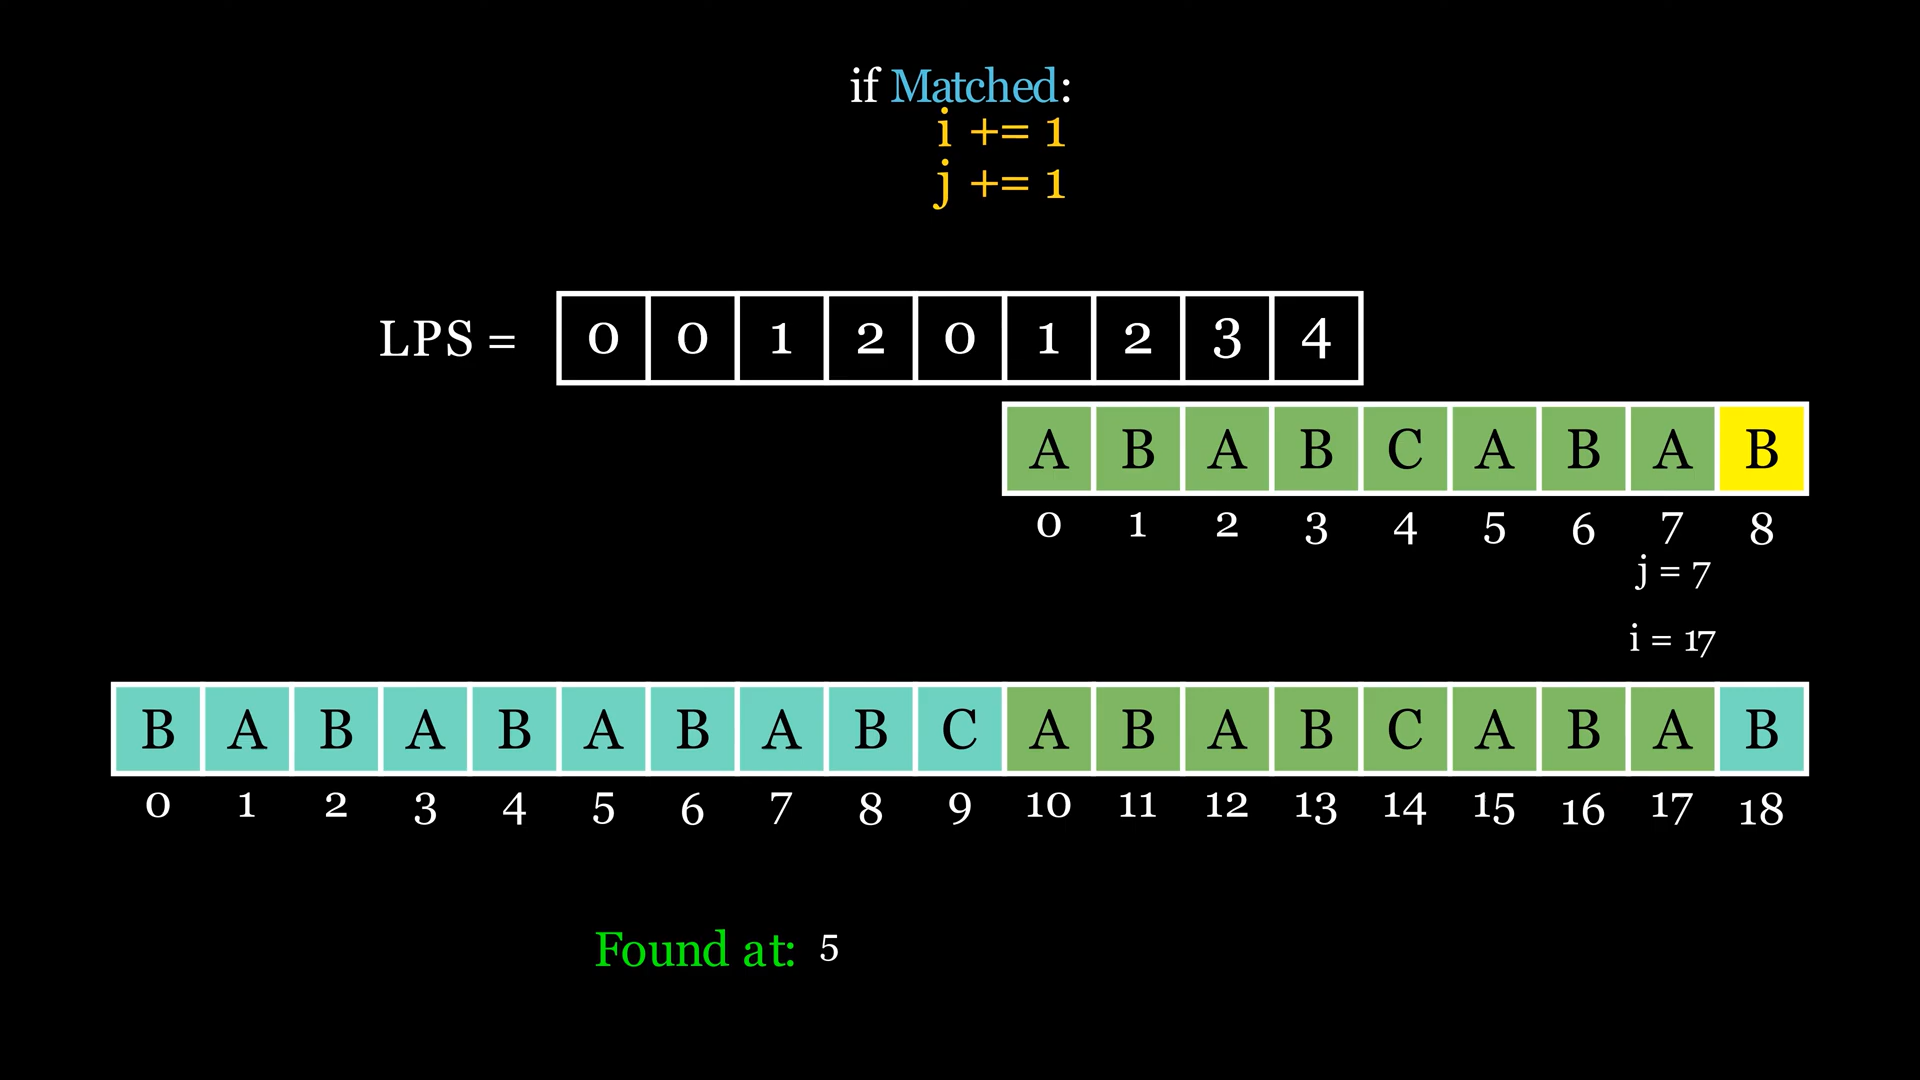 if Matched:
i += 1
j += 1
LPS = 0 0 1 2 0 1 2 3 4
A B A B C A B A B
0 1 2 3 4 5 6 7 8
j = 7
i = 17
B A B A B A B A B C A B A B C A B A B
0 1 2 3 4 5 6 7 8 9 10 11 12 13 14 15 16 17 18
Found at: 5